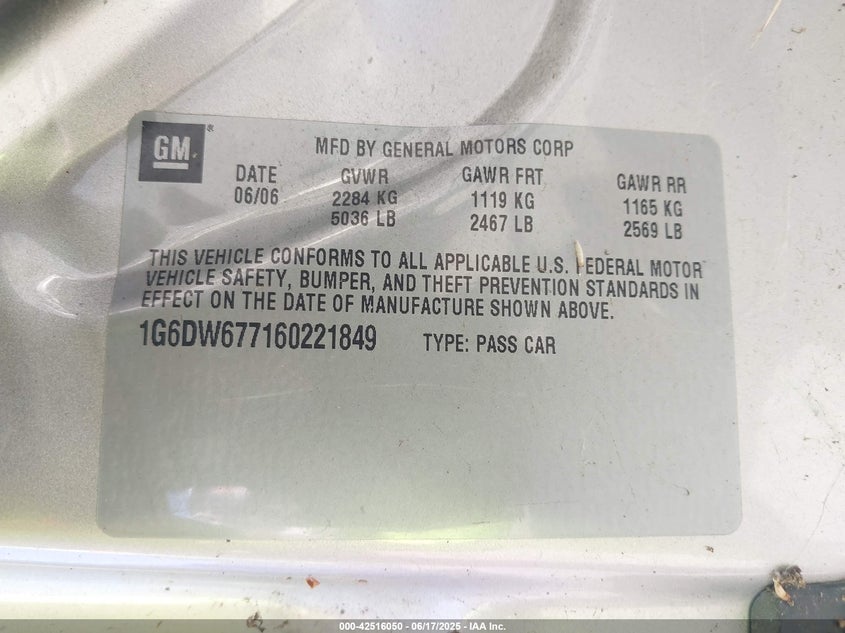 GM
MFD BY GENERAL MOTORS CORP
DATE GVWR GAWR FRT GAWR RR
06/06 2284 KG 1119 KG 1165 KG
5036 LB 2467 LB 2569 LB
THIS VEHICLE CONFORMS TO ALL APPLICABLE U.S. FEDERAL MOTOR
VEHICLE SAFETY, BUMPER, AND THEFT PREVENTION STANDARDS IN
EFFECT ON THE DATE OF MANUFACTURE SHOWN ABOVE.
1G6DW677160221849 TYPE: PASS CAR
000-42516050 - 06/17/2025 - IAA Inc.